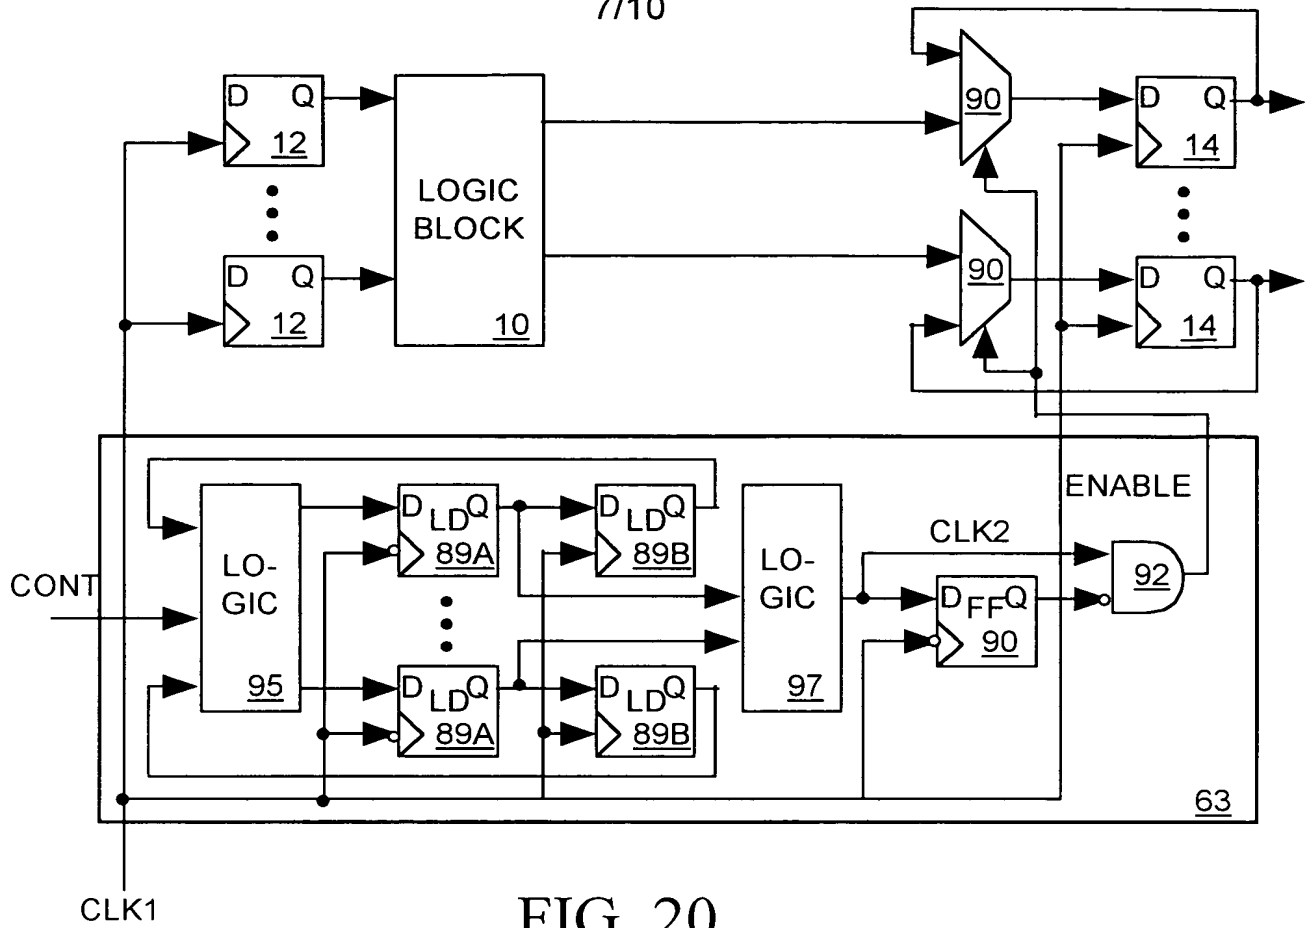 7/10
D Q
12
D Q
12
LOGIC
BLOCK
10
90
90
D Q
14
D Q
14
CONT
LO-
GIC
95
D LD Q
89A
D LD Q
89B
D LD Q
89A
D LD Q
89B
LO-
GIC
97
CLK2
ENABLE
D FF Q
90
92
63
CLK1
FIG. 20